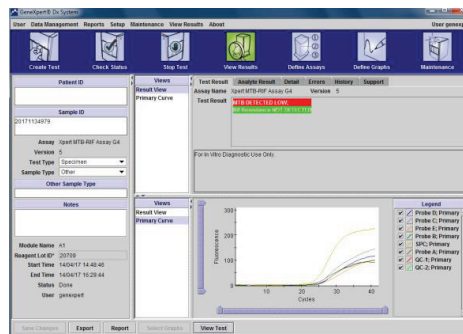 GeneXpert® Dx System
User Data Management Reports Setup Maintenance View Results About
User genex
Create Test
Check Status
Stop Test
View Results
Define Assays
Define Graphs
Maintenance
Patient ID
Sample ID
20171134979
Assay Xpert MTB-RIF Assay G4
Version 5
Test Type Specimen
Sample Type Other
Other Sample Type
Notes
Module Name A1
Reagent Lot ID* 20708
Start Time 14/04/17 14:40:46
End Time 14/04/17 16:29:44
Status Done
User genexpert
Views
Result View
Primary Curve
Test Result Analyte Result Detail Errors History Support
Assay Name Xpert MTB-RIF Assay G4 Version 5
Test Result
MTB DETECTED LOW;
Rif Resistance NOT DETECTED
For In Vitro Diagnostic Use Only.
Views
Result View
Primary Curve
Fluorescence
300
200
100
0
10 20 30 40
Cycles
Legend
Probe D; Primary
Probe C; Primary
Probe E; Primary
Probe B; Primary
SPC; Primary
Probe A; Primary
QC-1; Primary
QC-2; Primary
Save Changes
Export
Report
Select Graphs
View Test